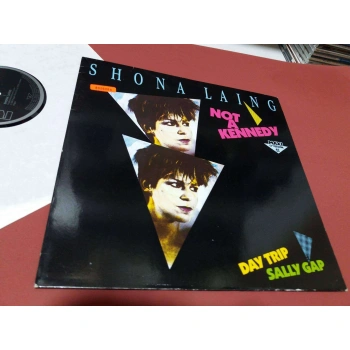 SHONA LAING
NOT
A
KENNEDY
DAY TRIP
SALLY GAP